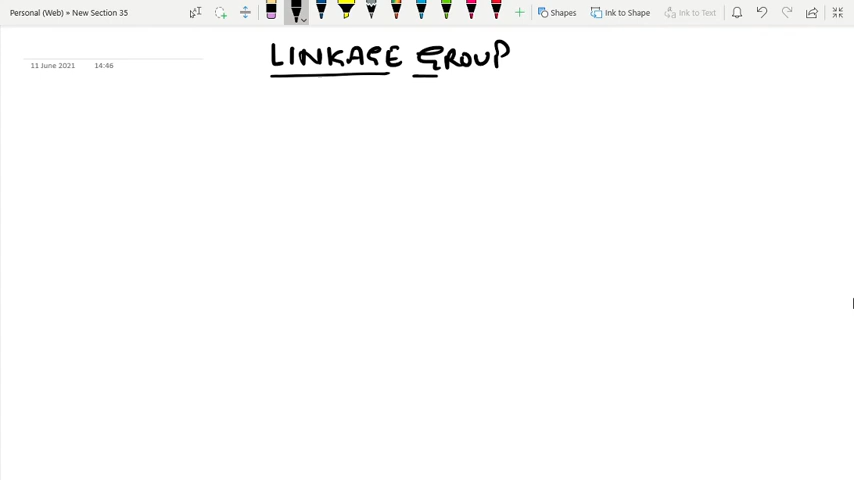 Personal (Web) » New Section 35
Shapes
Ink to Shape
Ink to Text
LINKAGE GROUP
11 June 2021 14:46